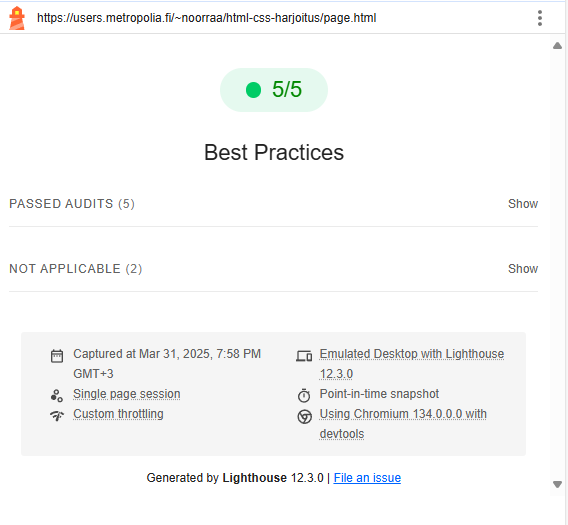 https://users.metropolia.fi/~noorraa/html-css-harjoitus/page.html
5/5
Best Practices
PASSED AUDITS (5)
Show
NOT APPLICABLE (2)
Show
Captured at Mar 31, 2025, 7:58 PM
GMT+3
Single page session
Custom throttling
Emulated Desktop with Lighthouse
12.3.0
Point-in-time snapshot
Using Chromium 134.0.0.0 with
devtools
Generated by Lighthouse 12.3.0 | File an issue